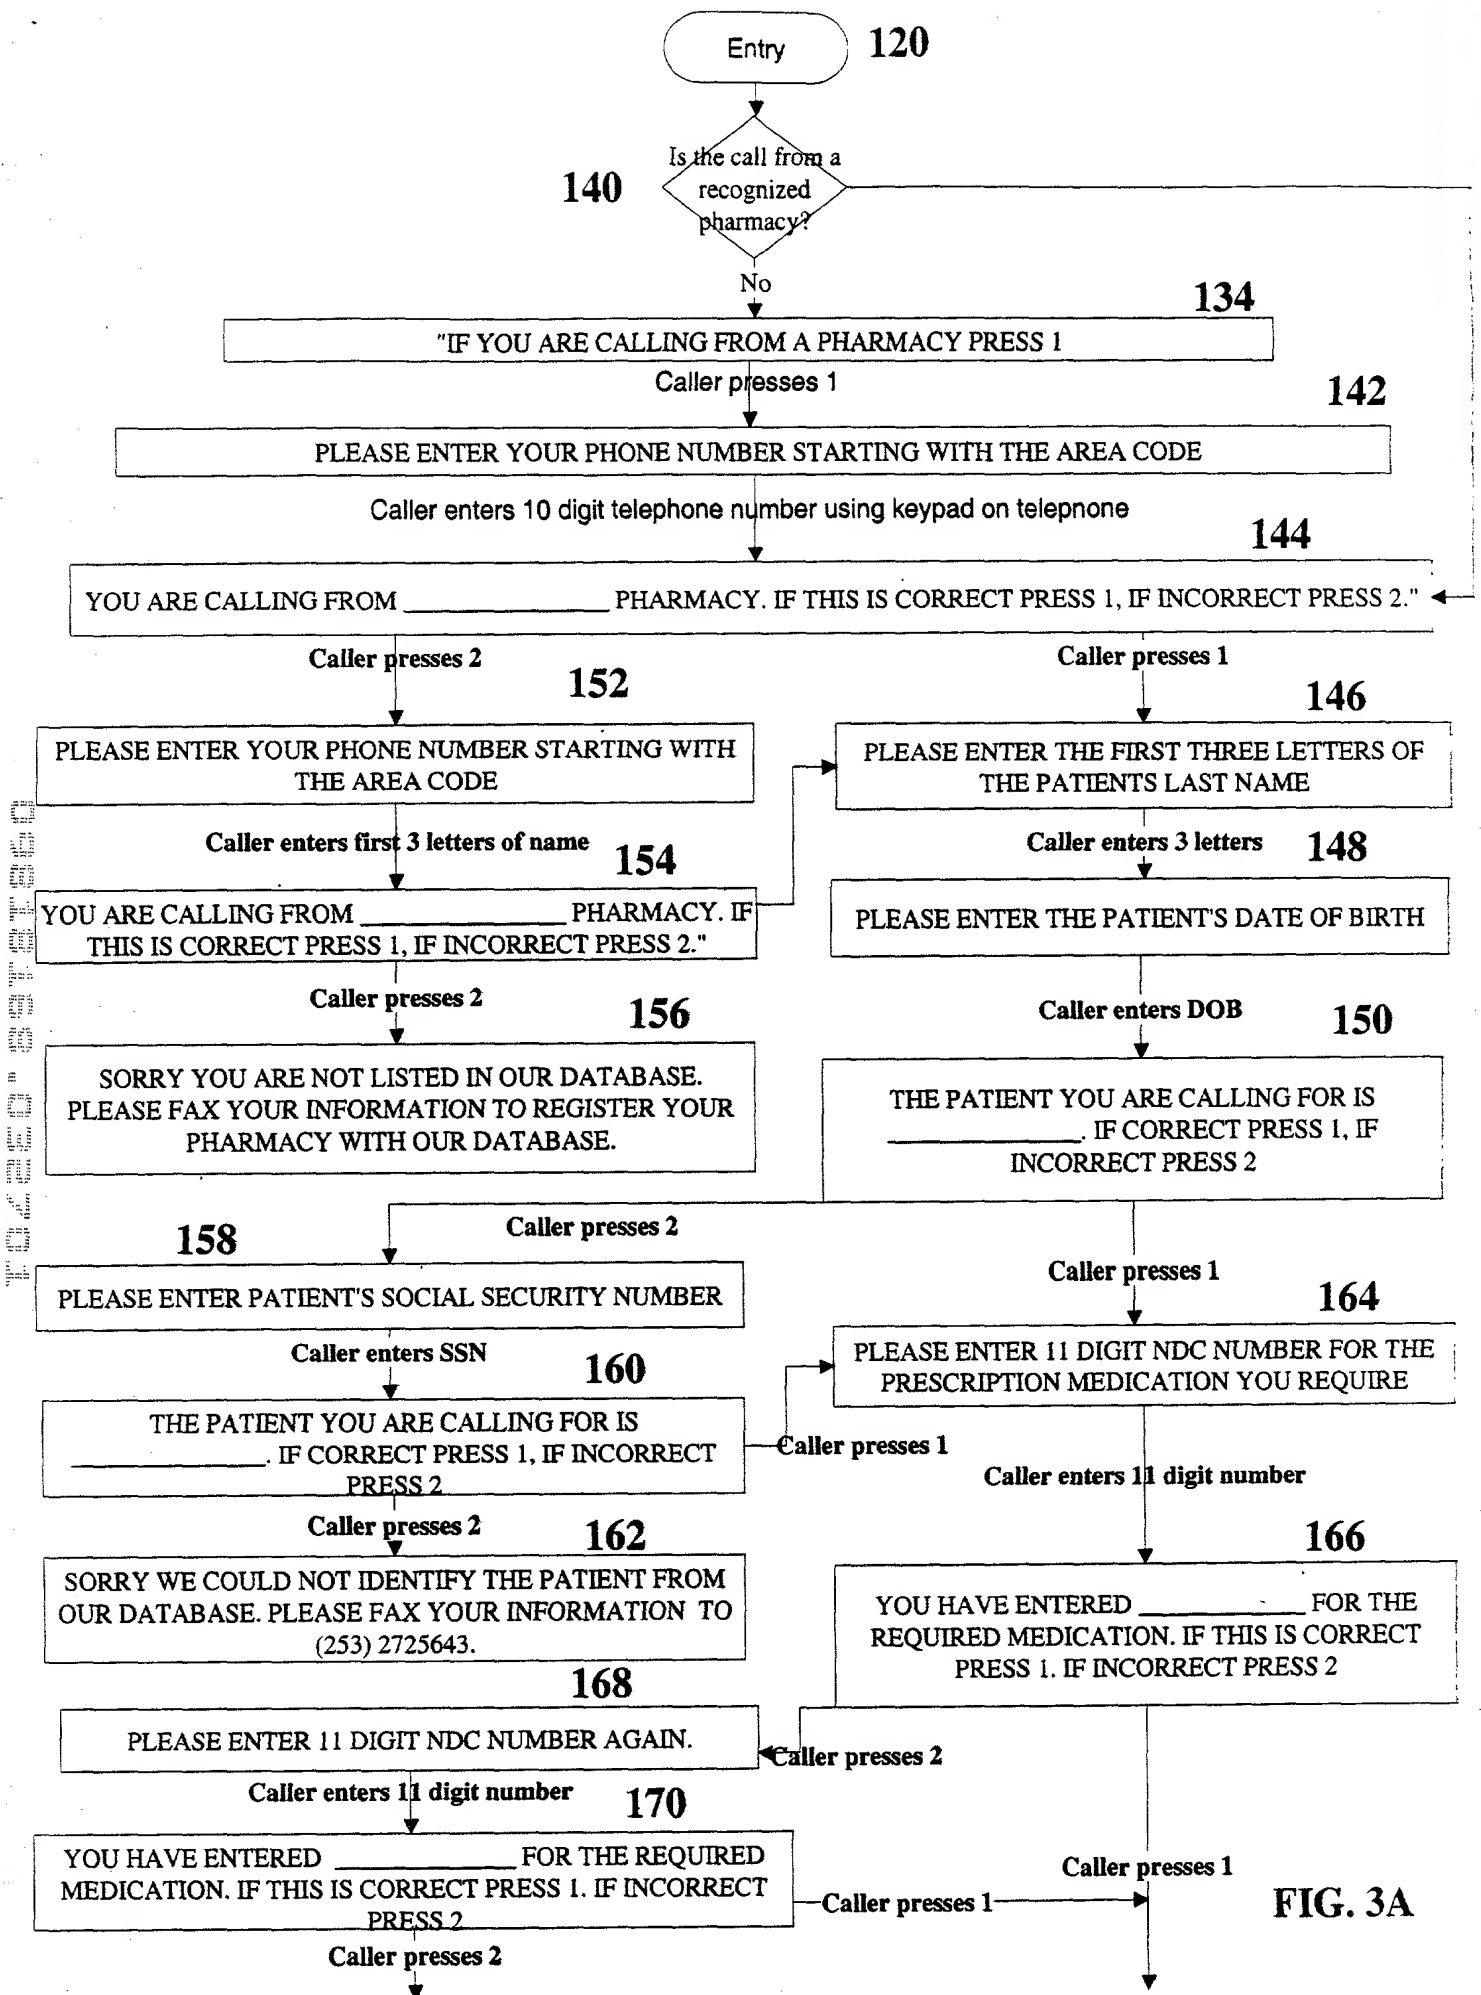 Entry
120
Is the call from a
recognized
pharmacy?
140
No
134
"IF YOU ARE CALLING FROM A PHARMACY PRESS 1
Caller presses 1
142
PLEASE ENTER YOUR PHONE NUMBER STARTING WITH THE AREA CODE
Caller enters 10 digit telephone number using keypad on telepnone
144
YOU ARE CALLING FROM ______________ PHARMACY. IF THIS IS CORRECT PRESS 1, IF INCORRECT PRESS 2."
Caller presses 2
Caller presses 1
152
146
PLEASE ENTER YOUR PHONE NUMBER STARTING WITH
THE AREA CODE
PLEASE ENTER THE FIRST THREE LETTERS OF
THE PATIENTS LAST NAME
Caller enters first 3 letters of name
154
Caller enters 3 letters
148
YOU ARE CALLING FROM ______________ PHARMACY. IF
THIS IS CORRECT PRESS 1, IF INCORRECT PRESS 2."
PLEASE ENTER THE PATIENT'S DATE OF BIRTH
Caller presses 2
156
Caller enters DOB
150
SORRY YOU ARE NOT LISTED IN OUR DATABASE.
PLEASE FAX YOUR INFORMATION TO REGISTER YOUR
PHARMACY WITH OUR DATABASE.
THE PATIENT YOU ARE CALLING FOR IS
______________. IF CORRECT PRESS 1, IF
INCORRECT PRESS 2
158
Caller presses 2
Caller presses 1
PLEASE ENTER PATIENT'S SOCIAL SECURITY NUMBER
164
Caller enters SSN
160
PLEASE ENTER 11 DIGIT NDC NUMBER FOR THE
PRESCRIPTION MEDICATION YOU REQUIRE
THE PATIENT YOU ARE CALLING FOR IS
______________. IF CORRECT PRESS 1, IF INCORRECT
PRESS 2
Caller presses 1
Caller enters 11 digit number
Caller presses 2
162
166
SORRY WE COULD NOT IDENTIFY THE PATIENT FROM
OUR DATABASE. PLEASE FAX YOUR INFORMATION TO
(253) 2725643.
YOU HAVE ENTERED ____________ FOR THE
REQUIRED MEDICATION. IF THIS IS CORRECT
PRESS 1. IF INCORRECT PRESS 2
168
PLEASE ENTER 11 DIGIT NDC NUMBER AGAIN.
Caller presses 2
Caller enters 11 digit number
170
YOU HAVE ENTERED ____________ FOR THE REQUIRED
MEDICATION. IF THIS IS CORRECT PRESS 1. IF INCORRECT
PRESS 2
Caller presses 1
Caller presses 1
FIG. 3A
Caller presses 2